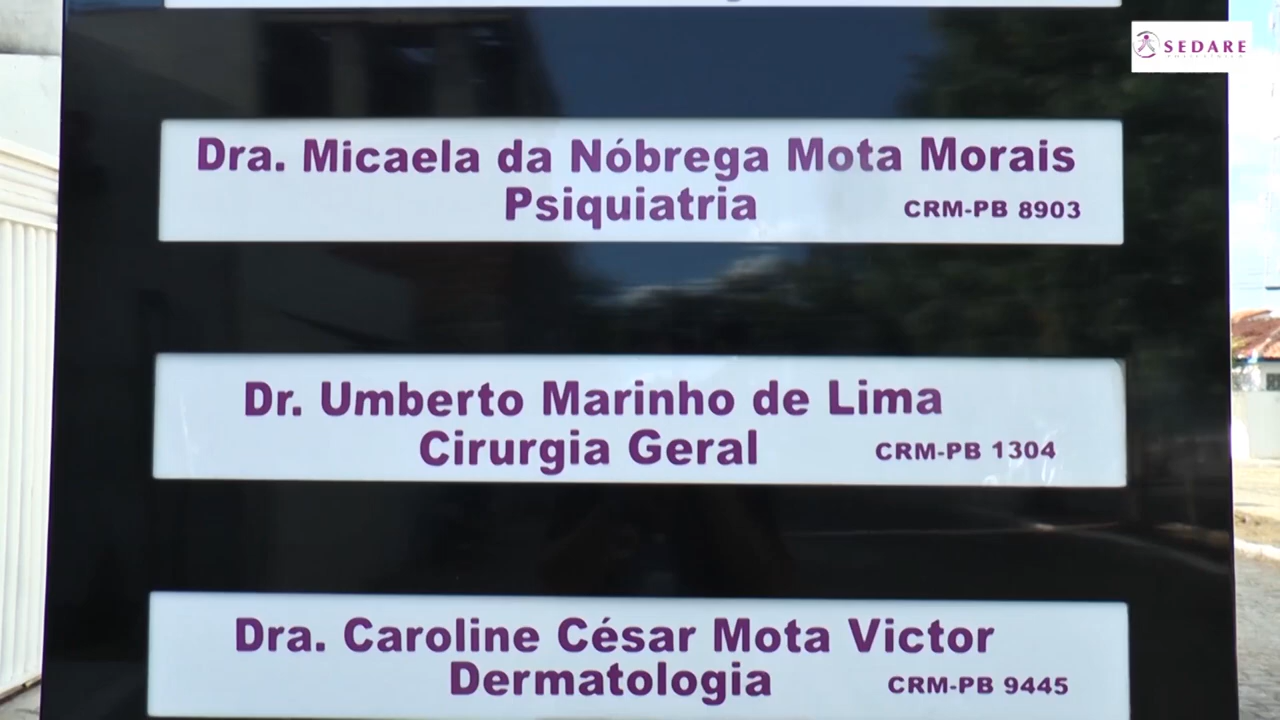 SEDARE
Dra. Micaela da Nóbrega Mota Morais
Psiquiatria CRM-PB 8903
Dr. Umberto Marinho de Lima
Cirurgia Geral CRM-PB 1304
Dra. Caroline César Mota Victor
Dermatologia CRM-PB 9445